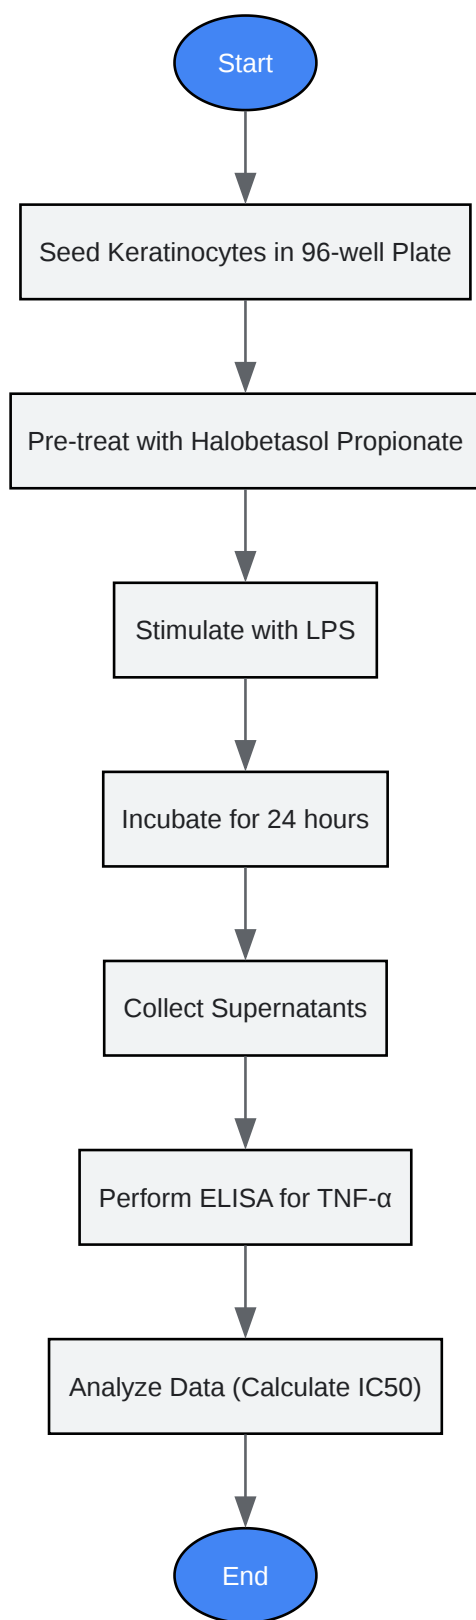 Start
Seed Keratinocytes in 96-well Plate
Pre-treat with Halobetasol Propionate
Stimulate with LPS
Incubate for 24 hours
Collect Supernatants
Perform ELISA for TNF-α
Analyze Data (Calculate IC50)
End